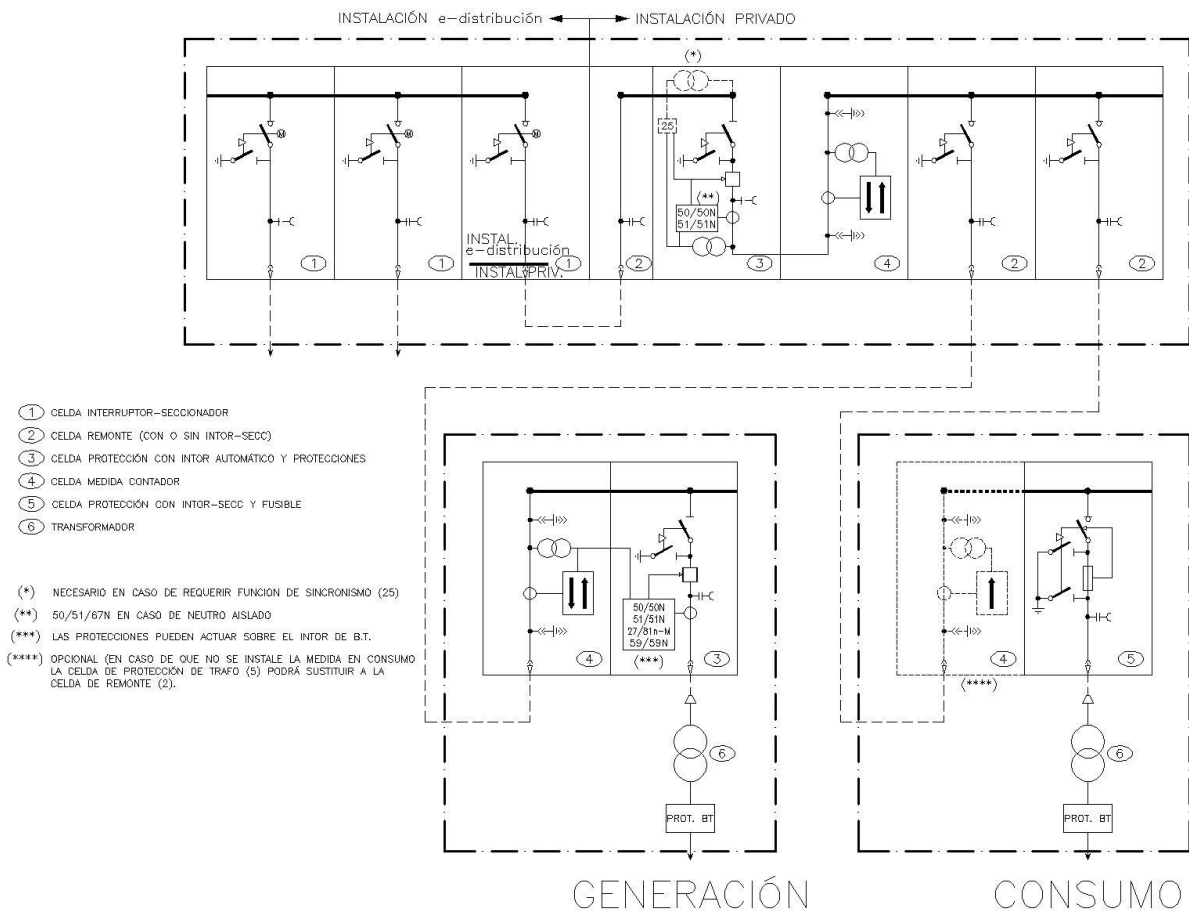 INSTALACIÓN e-distribución
INSTALACIÓN PRIVADO
(*)
25
M
M
M
(**)
50/50N
51/51N
INSTAL.
e-distribución
INSTAL.PRIV.
1
1
1
2
3
4
2
2
1 CELDA INTERRUPTOR-SECCIONADOR
2 CELDA REMONTE (CON O SIN INTOR-SECC)
3 CELDA PROTECCIÓN CON INTOR AUTOMÁTICO Y PROTECCIONES
4 CELDA MEDIDA CONTADOR
5 CELDA PROTECCIÓN CON INTOR-SECC Y FUSIBLE
6 TRANSFORMADOR
(*) NECESARIO EN CASO DE REQUERIR FUNCION DE SINCRONISMO (25)
(**) 50/51/67N EN CASO DE NEUTRO AISLADO
(***) LAS PROTECCIONES PUEDEN ACTUAR SOBRE EL INTOR DE B.T.
(****) OPCIONAL (EN CASO DE QUE NO SE INSTALE LA MEDIDA EN CONSUMO
LA CELDA DE PROTECCIÓN DE TRAFO (5) PODRÁ SUSTITUIR A LA
CELDA DE REMONTE (2).
50/50N
51/51N
27/81m-M
59/59N
(***)
4
3
6
PROT. BT
GENERACIÓN
4
(****)
5
6
PROT. BT
CONSUMO